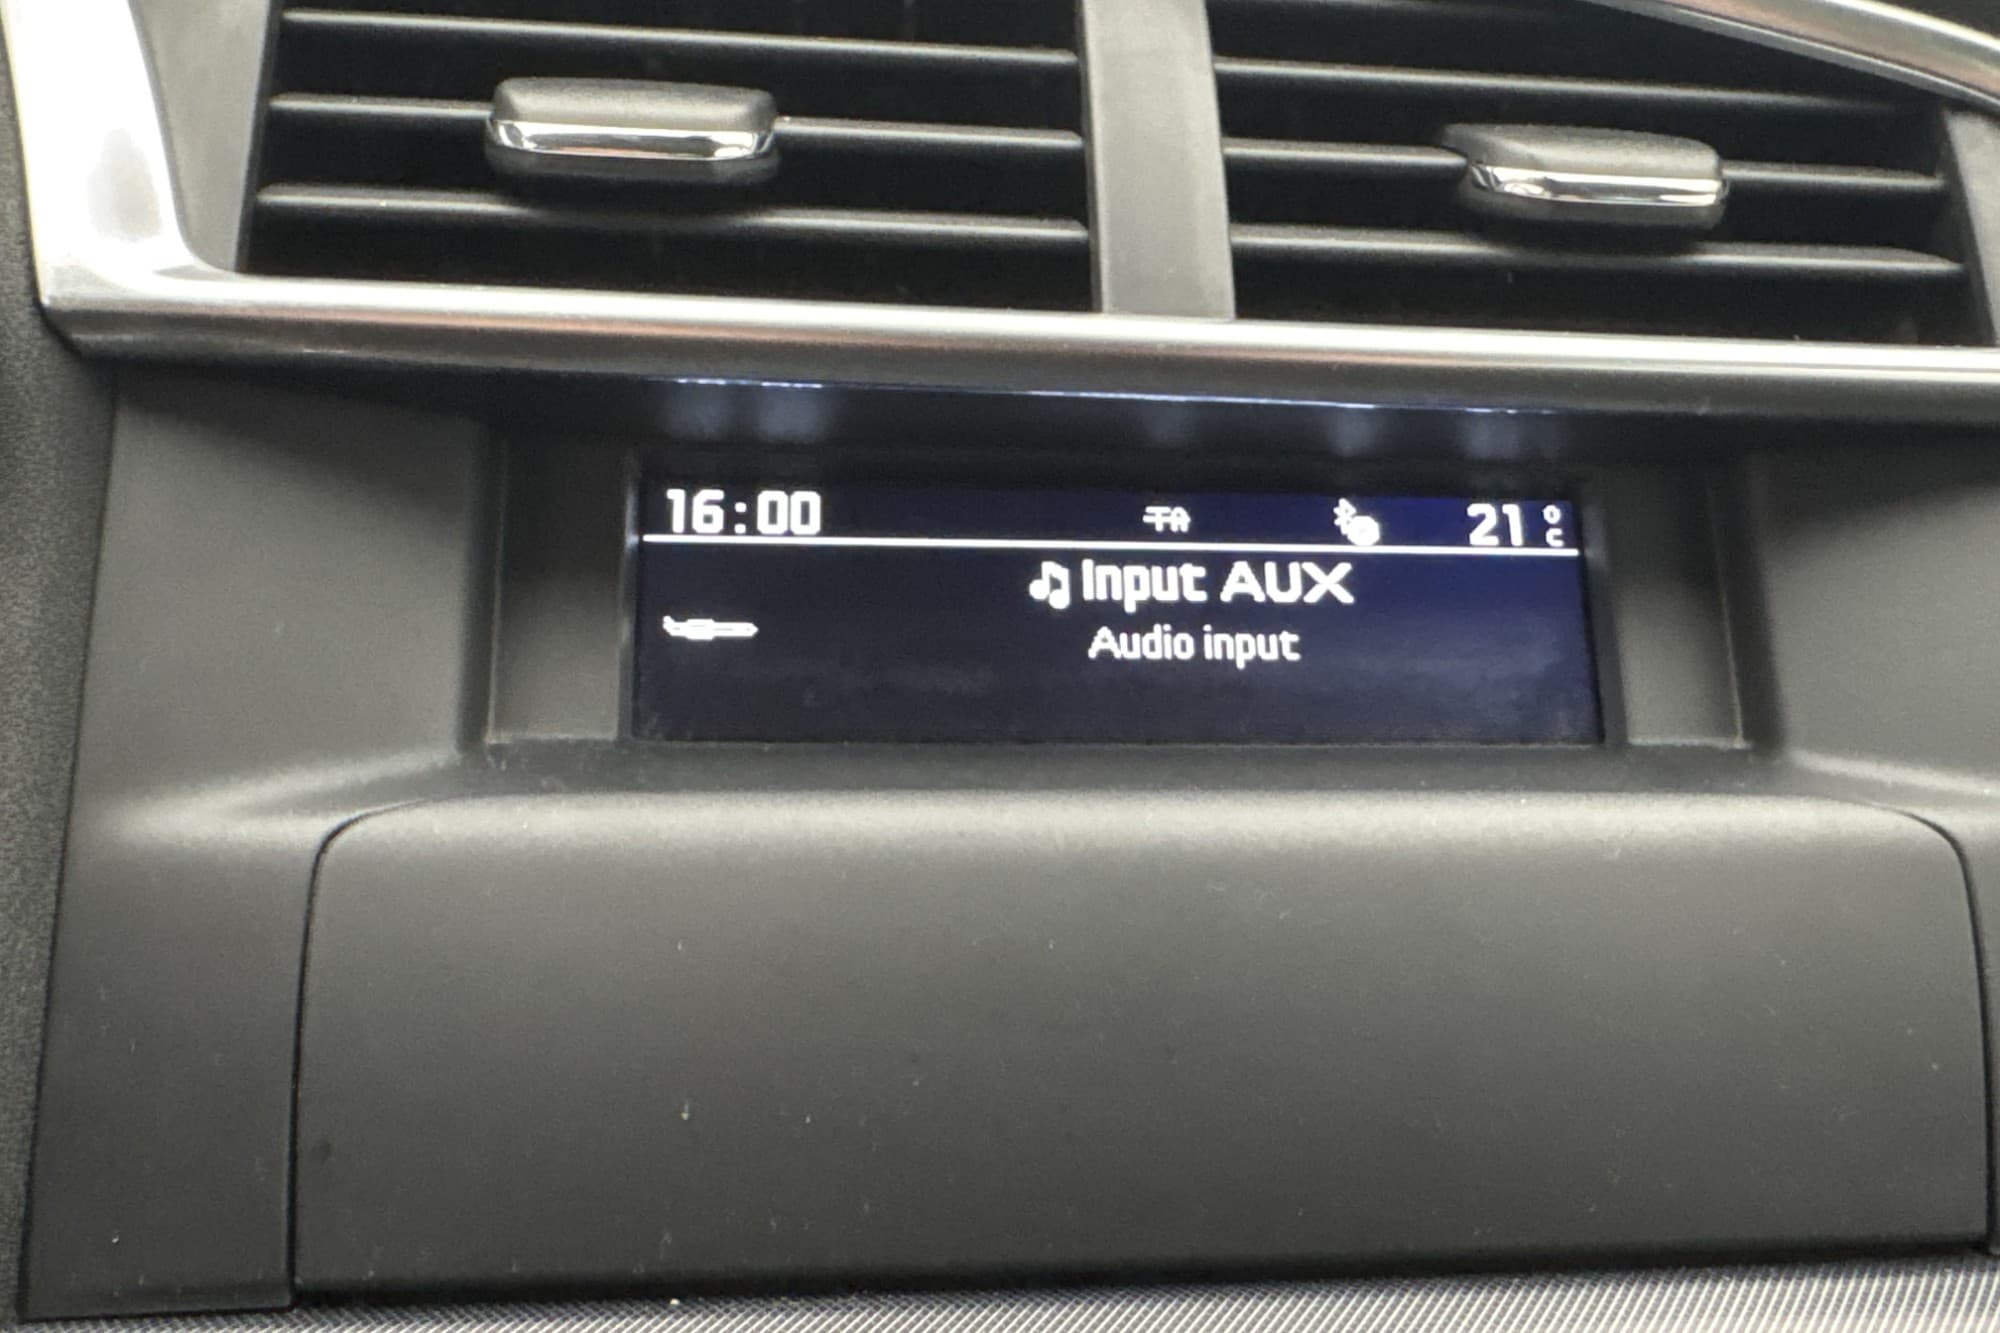 16:00 TA 21 °C
Input AUX
Audio input